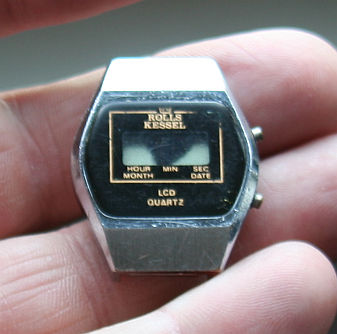 ROLLS
KESSEL
HOUR MIN SEC
MONTH DATE
LCD
QUARTZ